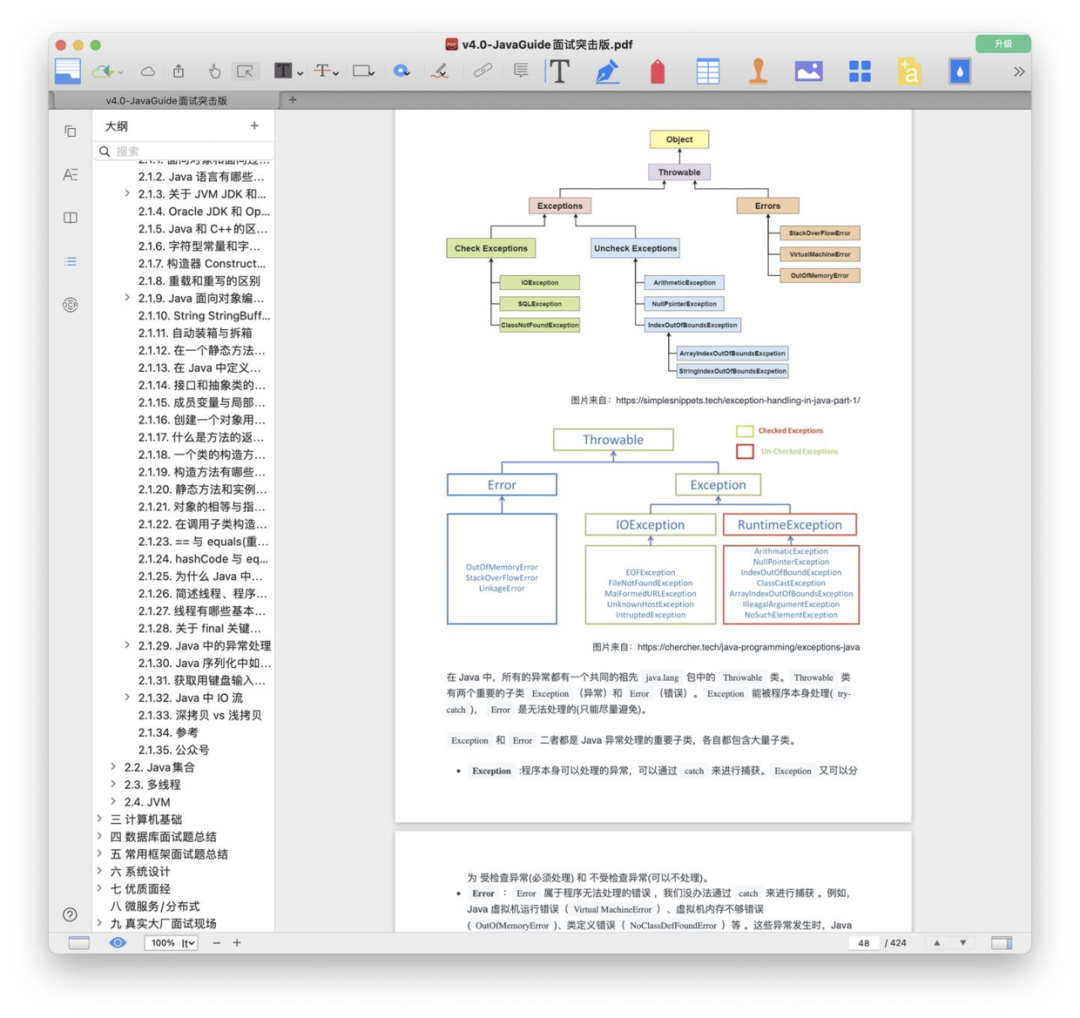 v4.0-JavaGuide面试突击版.pdf
升级
v4.0-JavaGuide面试突击版
大纲
搜索
2.1.2. Java 语言有哪些...
2.1.3. 关于 JVM JDK 和...
2.1.4. Oracle JDK 和 Op...
2.1.5. Java 和 C++的区...
2.1.6. 字符型常量和字...
2.1.7. 构造器 Construct...
2.1.8. 重载和重写的区别
2.1.9. Java 面向对象编...
2.1.10. String StringBuff...
2.1.11. 自动装箱与拆箱
2.1.12. 在一个静态方法...
2.1.13. 在 Java 中定义...
2.1.14. 接口和抽象类的...
2.1.15. 成员变量与局部...
2.1.16. 创建一个对象用...
2.1.17. 什么是方法的返...
2.1.18. 一个类的构造方...
2.1.19. 构造方法有哪些...
2.1.20. 静态方法和实例...
2.1.21. 对象的相等与指...
2.1.22. 在调用子类构造...
2.1.23. == 与 equals(重...
2.1.24. hashCode 与 eq...
2.1.25. 为什么 Java 中...
2.1.26. 简述线程、程序...
2.1.27. 线程有哪些基本...
2.1.28. 关于 final 关键...
2.1.29. Java 中的异常处理
2.1.30. Java 序列化中如...
2.1.31. 获取用键盘输入...
2.1.32. Java 中 IO 流
2.1.33. 深拷贝 vs 浅拷贝
2.1.34. 参考
2.1.35. 公众号
2.2. Java集合
2.3. 多线程
2.4. JVM
三 计算机基础
四 数据库面试题总结
五 常用框架面试题总结
六 系统设计
七 优质面经
八 微服务/分布式
九 真实大厂面试现场
Object
Throwable
Exceptions
Errors
Check Exceptions
Uncheck Exceptions
StackOverFlowError
VirtualMachineError
OutOfMemoryError
IOException
SQLException
ClassNotFoundException
ArithmeticException
NullPointerException
IndexOutOfBoundsException
ArrayIndexOutOfBoundsExcpetion
StringIndexOutOfBoundsExcpetion
图片来自：https://simplesnippets.tech/exception-handling-in-java-part-1/
Throwable
Checked Exceptions
Un-Checked Exceptions
Error
Exception
IOException
RuntimeException
OutOfMemoryError
StackOverFlowError
LinkageError
EOFException
FileNotFoundException
MalFormedURLException
UnknownHostException
IntruptedException
ArithmaticException
NullPointerException
IndexOutOfBoundException
ClassCastException
ArrayIndexOutOfBoundsException
IlleagalArgumentException
NoSuchElementException
图片来自：https://chercher.tech/java-programming/exceptions-java
在 Java 中，所有的异常都有一个共同的祖先 java.lang 包中的 Throwable 类。Throwable 类
有两个重要的子类 Exception （异常）和 Error （错误）。 Exception 能被程序本身处理( try-
catch )， Error 是无法处理的(只能尽量避免)。
Exception 和 Error 二者都是 Java 异常处理的重要子类，各自都包含大量子类。
• Exception :程序本身可以处理的异常，可以通过 catch 来进行捕获。 Exception 又可以分
为 受检查异常(必须处理) 和 不受检查异常(可以不处理)。
• Error ： Error 属于程序无法处理的错误 ，我们没办法通过 catch 来进行捕获 。例如，
Java 虚拟机运行错误（ Virtual MachineError ）、虚拟机内存不够错误
( OutOfMemoryError )、类定义错误（ NoClassDefFoundError ）等 。这些异常发生时，Java
100%
48 / 424